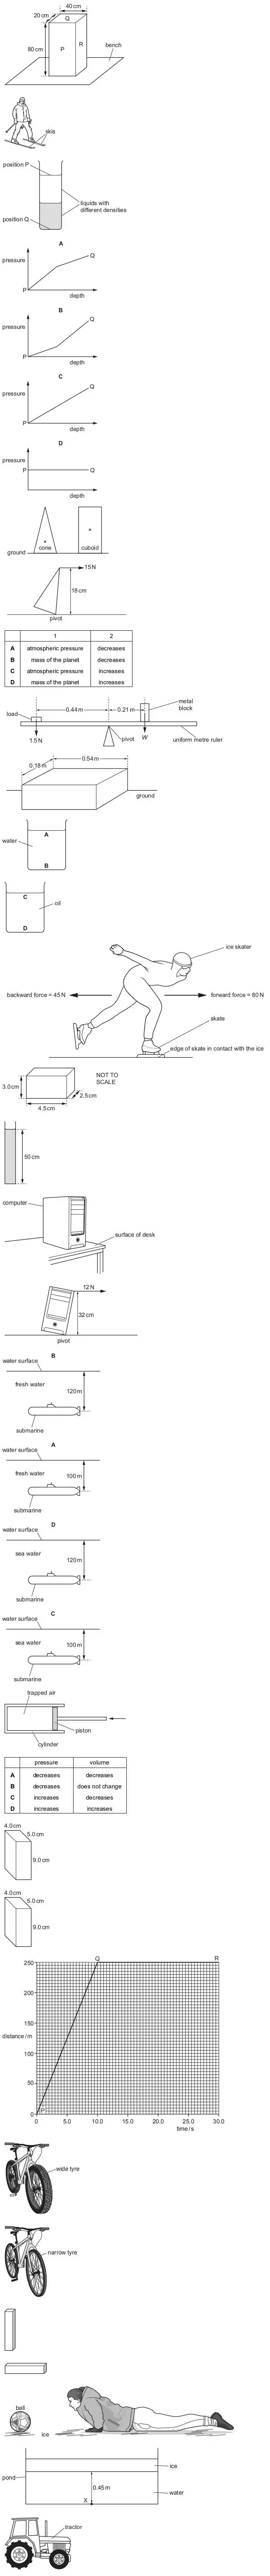 40 cm
20 cm
Q
R
80 cm
P
bench
skis
position P
liquids with
different densities
position Q
A
pressure
Q
P
depth
B
pressure
Q
P
depth
C
pressure
Q
P
depth
D
pressure
P
Q
depth
ground
cone
cuboid
15 N
18 cm
pivot
1 2
A atmospheric pressure decreases
B mass of the planet decreases
C atmospheric pressure increases
D mass of the planet increases
metal
block
load
0.44 m
0.21 m
1.5 N
pivot
W
uniform metre ruler
0.54 m
0.18 m
ground
A
water
B
C
oil
D
ice skater
backward force = 45 N
forward force = 80 N
skate
edge of skate in contact with the ice
3.0 cm
NOT TO
SCALE
2.5 cm
4.5 cm
50 cm
computer
surface of desk
12 N
32 cm
pivot
B
water surface
fresh water
120 m
submarine
A
water surface
fresh water
100 m
submarine
D
water surface
sea water
120 m
submarine
C
water surface
sea water
100 m
submarine
trapped air
piston
cylinder
pressure volume
A decreases decreases
B decreases does not change
C increases decreases
D increases increases
4.0 cm
5.0 cm
9.0 cm
4.0 cm
5.0 cm
9.0 cm
Q
R
250
200
150
distance / m
100
50
0
P
0 5.0 10.0 15.0 20.0 25.0 30.0
time / s
wide tyre
narrow tyre
ball
ice
ice
pond
0.45 m
X
water
tractor